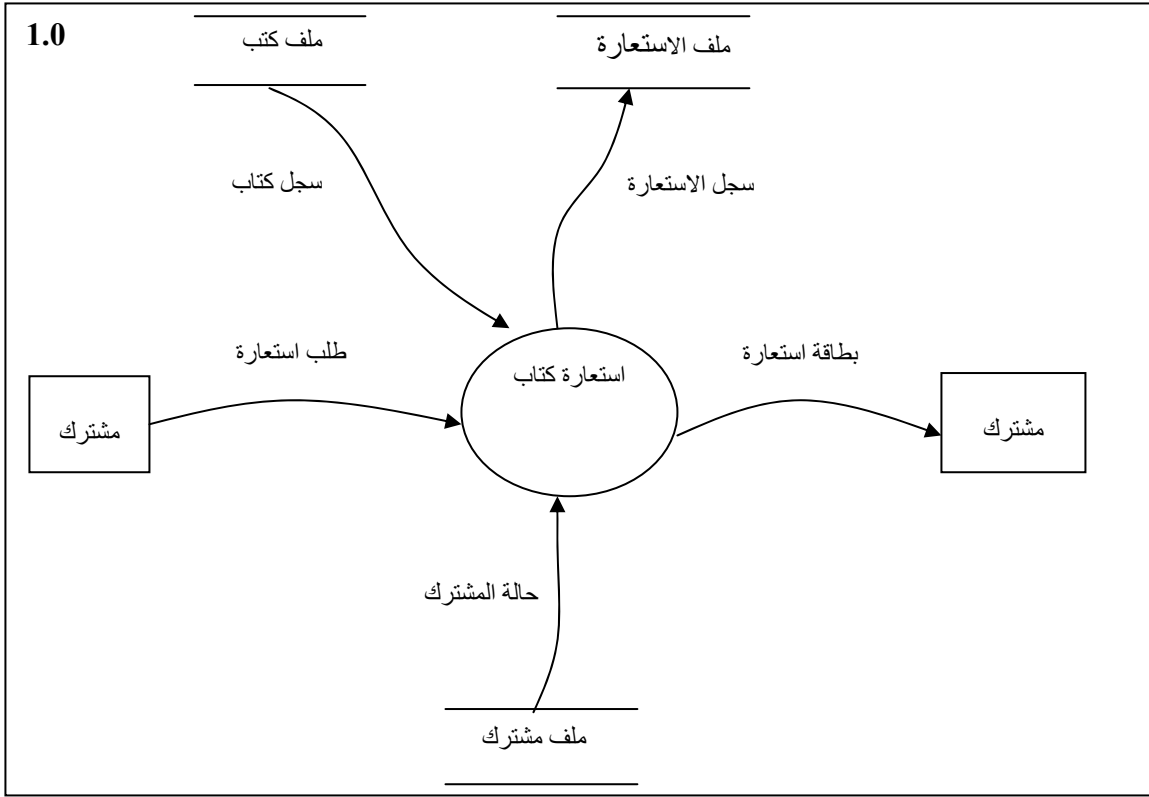 1.0
ملف كتب
ملف الاستعارة
سجل كتاب
سجل الاستعارة
طلب استعارة
بطاقة استعارة
استعارة كتاب
مشترك
مشترك
حالة المشترك
ملف مشترك